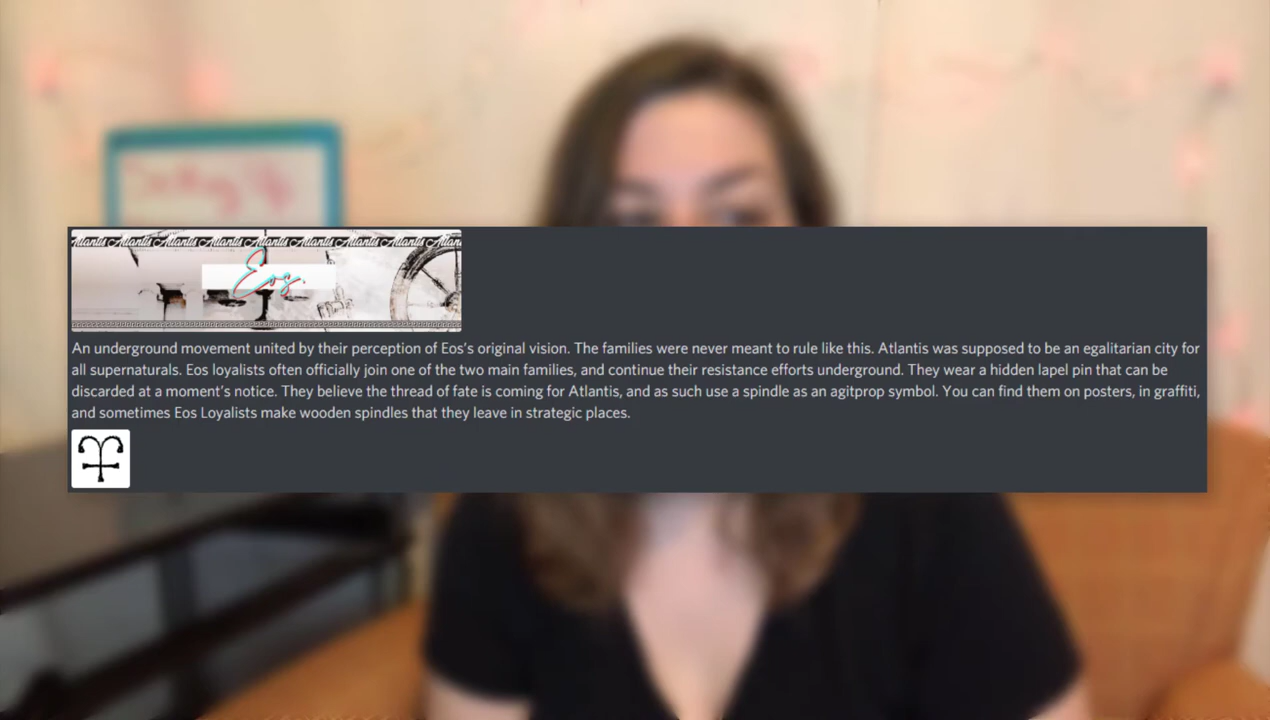 Atlantis Atlantis Atlantis Atlantis Atlantis Atlantis Atlantis Atlantis Atlantis
Eos
An underground movement united by their perception of Eos's original vision. The families were never meant to rule like this. Atlantis was supposed to be an egalitarian city for
all supernaturals. Eos loyalists often officially join one of the two main families, and continue their resistance efforts underground. They wear a hidden lapel pin that can be
discarded at a moment's notice. They believe the thread of fate is coming for Atlantis, and as such use a spindle as an agitprop symbol. You can find them on posters, in graffiti,
and sometimes Eos Loyalists make wooden spindles that they leave in strategic places.